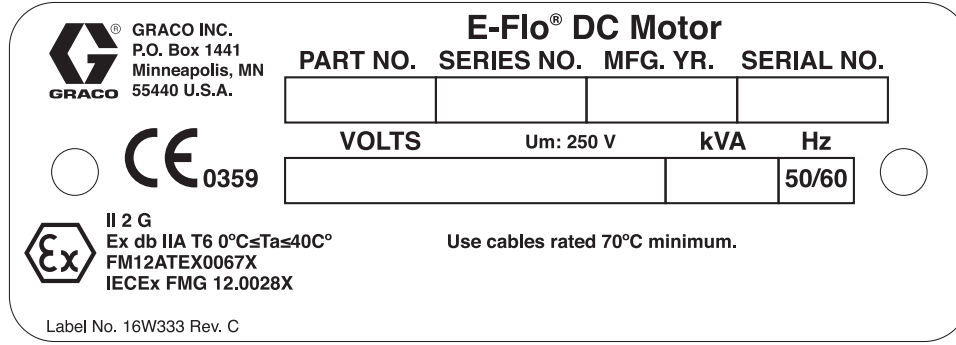 GRACO
®
GRACO INC.
P.O. Box 1441
Minneapolis, MN
55440 U.S.A.
E-Flo® DC Motor
PART NO. SERIES NO. MFG. YR. SERIAL NO.
VOLTS Um: 250 V kVA Hz
50/60
CE 0359
Ex
II 2 G
Ex db IIA T6 0°C≤Ta≤40C°
FM12ATEX0067X
IECEx FMG 12.0028X
Use cables rated 70°C minimum.
Label No. 16W333 Rev. C